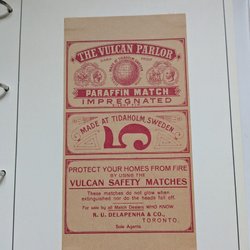 THE VULCAN PARLOR
PARAFFIN MATCH
IMPREGNATED
MADE AT TIDAHOLM, SWEDEN
5
PROTECT YOUR HOMES FROM FIRE
BY USING THE
VULCAN SAFETY MATCHES
These matches do not glow when
extinguished nor do the heads fall off.
For sale by all Match Dealers WHO KNOW
R. U. DELAPENHA & CO.,
TORONTO.
Sole Agents.